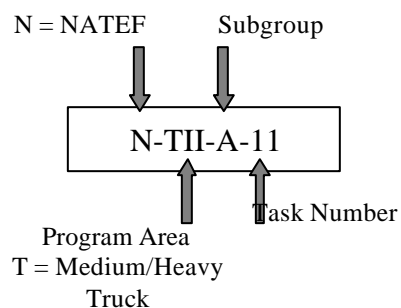 N = NATEF Subgroup
N-TII-A-11
Task Number
Program Area
T = Medium/Heavy
Truck